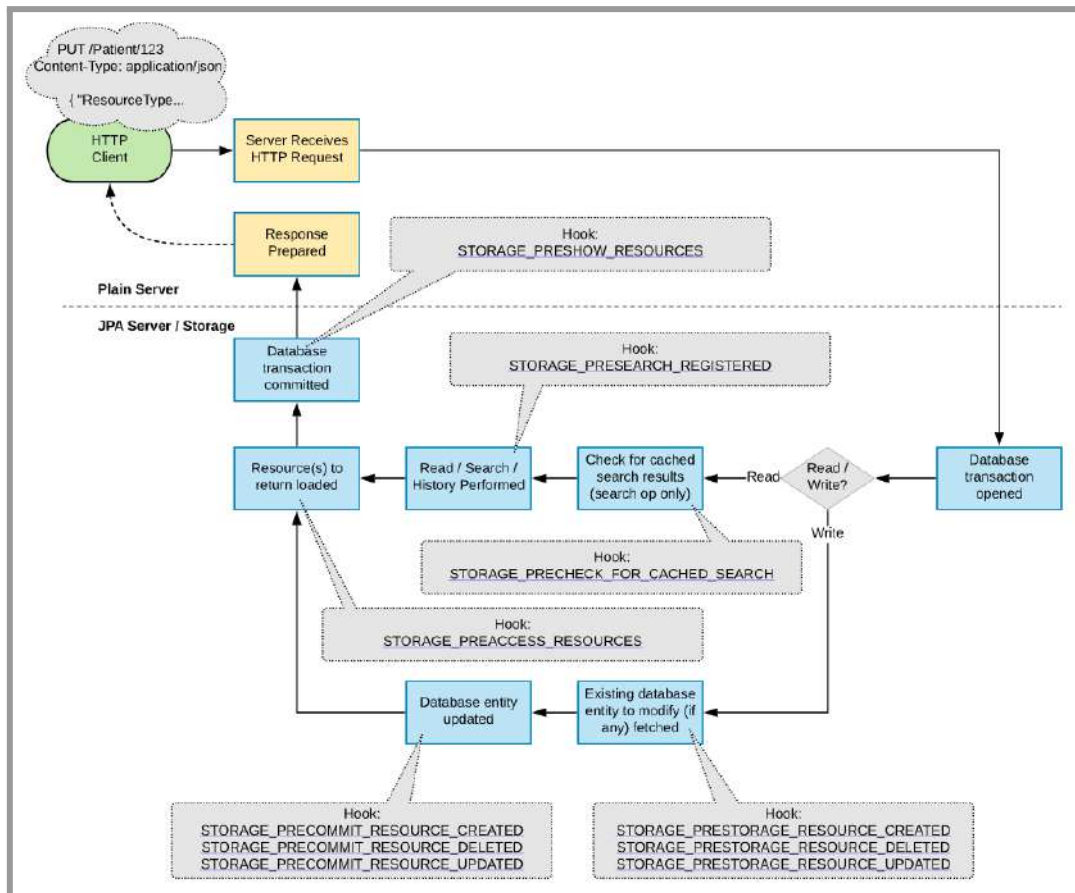 PUT /Patient/123
Content-Type: application/json
{ "ResourceType...
HTTP
Client
Server Receives
HTTP Request
Response
Prepared
Hook:
STORAGE_PRESHOW_RESOURCES
Plain Server
JPA Server / Storage
Database
transaction
committed
Hook:
STORAGE_PRESEARCH_REGISTERED
Resource(s) to
return loaded
Read / Search /
History Performed
Check for cached
search results
(search op only)
Read
Read /
Write?
Database
transaction
opened
Write
Hook:
STORAGE_PRECHECK_FOR_CACHED_SEARCH
Hook:
STORAGE_PREACCESS_RESOURCES
Database entity
updated
Existing database
entity to modify (if
any) fetched
Hook:
STORAGE_PRECOMMIT_RESOURCE_CREATED
STORAGE_PRECOMMIT_RESOURCE_DELETED
STORAGE_PRECOMMIT_RESOURCE_UPDATED
Hook:
STORAGE_PRESTORAGE_RESOURCE_CREATED
STORAGE_PRESTORAGE_RESOURCE_DELETED
STORAGE_PRESTORAGE_RESOURCE_UPDATED